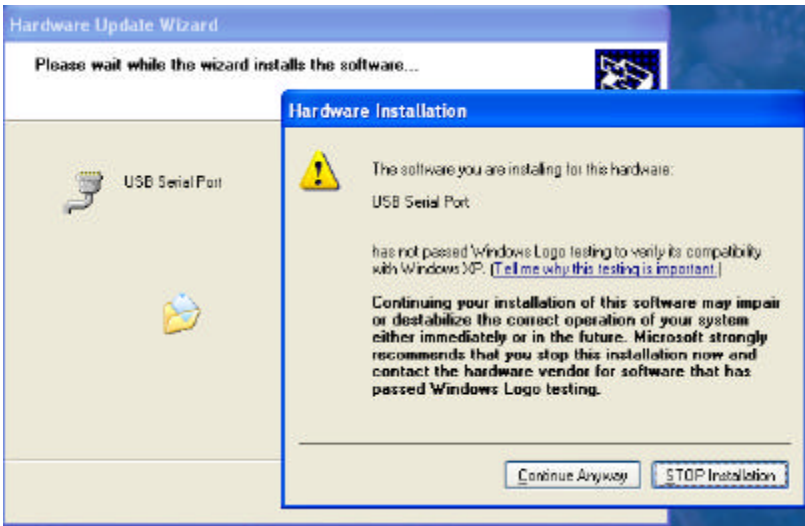 Hardware Update Wizard
Please wait while the wizard installs the software...
Hardware Installation
USB Serial Port
The software you are installing for this hardware:
USB Serial Port
has not passed Windows Logo testing to verify its compatibility
with Windows XP. (Tell me why this testing is important.)
Continuing your installation of this software may impair
or destabilize the correct operation of your system
either immediately or in the future. Microsoft strongly
recommends that you stop this installation now and
contact the hardware vendor for software that has
passed Windows Logo testing.
Continue Anyway
STOP Installation